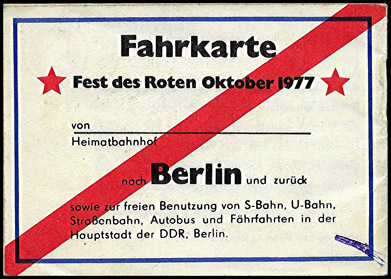 Fahrkarte
Fest des Roten Oktober 1977
von
Heimatbahnhof
nach Berlin und zurück
sowie zur freien Benutzung von S-Bahn, U-Bahn,
Straßenbahn, Autobus und Fährfahrten in der
Hauptstadt der DDR, Berlin.